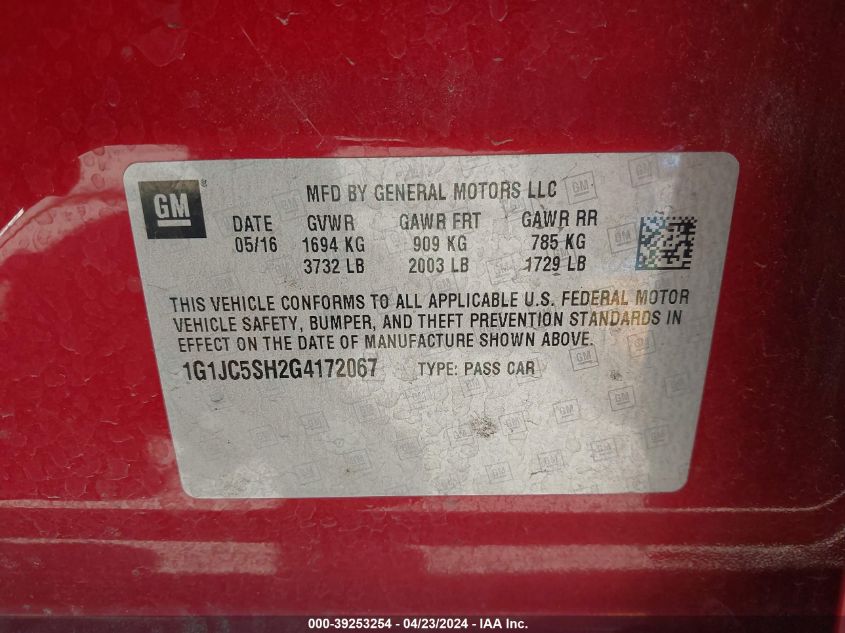 GM ®
MFD BY GENERAL MOTORS LLC
DATE GVWR GAWR FRT GAWR RR
05/16 1694 KG 909 KG 785 KG
3732 LB 2003 LB 1729 LB
THIS VEHICLE CONFORMS TO ALL APPLICABLE U.S. FEDERAL MOTOR
VEHICLE SAFETY, BUMPER, AND THEFT PREVENTION STANDARDS IN
EFFECT ON THE DATE OF MANUFACTURE SHOWN ABOVE.
1G1JC5SH2G4172067 TYPE: PASS CAR
000-39253254 - 04/23/2024 - IAA Inc.